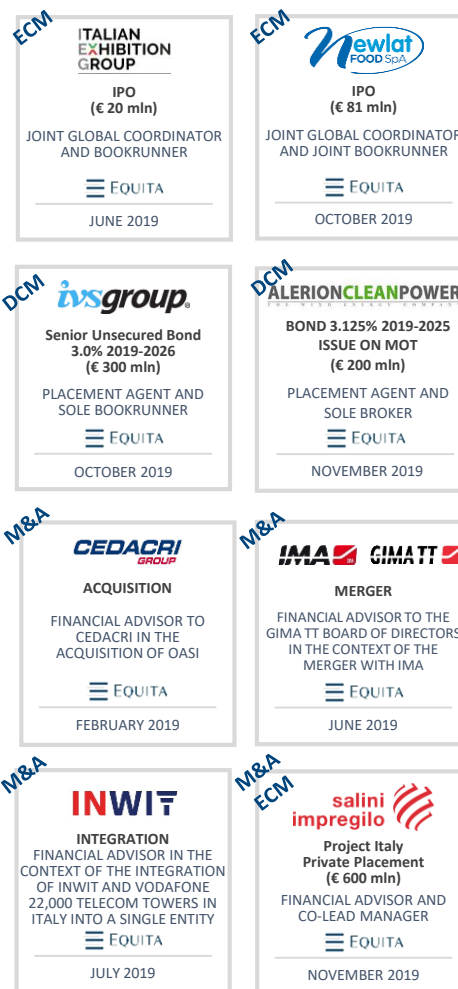 ECM
ITALIAN
EXHIBITION
GROUP
IPO
(€ 20 mln)
JOINT GLOBAL COORDINATOR
AND BOOKRUNNER
EQUITA
JUNE 2019
ECM
Newlat
FOOD SpA
IPO
(€ 81 mln)
JOINT GLOBAL COORDINATOR
AND JOINT BOOKRUNNER
EQUITA
OCTOBER 2019
DCM
ivsgroup.
Senior Unsecured Bond
3.0% 2019-2026
(€ 300 mln)
PLACEMENT AGENT AND
SOLE BOOKRUNNER
EQUITA
OCTOBER 2019
DCM
ALERIONCLEANPOWER
THE WIND ENERGY COMPANY
BOND 3.125% 2019-2025
ISSUE ON MOT
(€ 200 mln)
PLACEMENT AGENT AND
SOLE BROKER
EQUITA
NOVEMBER 2019
M&A
CEDACRI
GROUP
ACQUISITION
FINANCIAL ADVISOR TO
CEDACRI IN THE
ACQUISITION OF OASI
EQUITA
FEBRUARY 2019
M&A
IMA GIMA TT
MERGER
FINANCIAL ADVISOR TO THE
GIMA TT BOARD OF DIRECTORS
IN THE CONTEXT OF THE
MERGER WITH IMA
EQUITA
JUNE 2019
M&A
INWIT
INTEGRATION
FINANCIAL ADVISOR IN THE
CONTEXT OF THE INTEGRATION
OF INWIT AND VODAFONE
22,000 TELECOM TOWERS IN
ITALY INTO A SINGLE ENTITY
EQUITA
JULY 2019
M&A
ECM
salini
impregilo
Project Italy
Private Placement
(€ 600 mln)
FINANCIAL ADVISOR AND
CO-LEAD MANAGER
EQUITA
NOVEMBER 2019